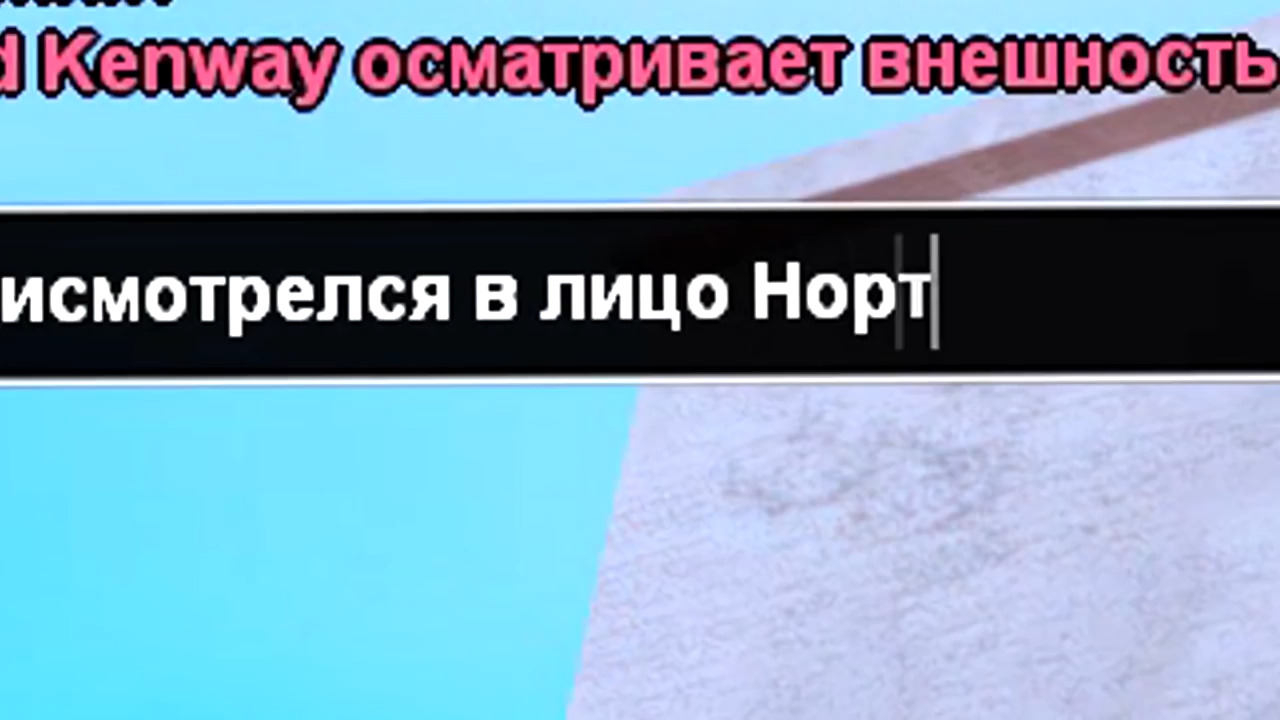 d Kenway осматривает внешность
исмотрелся в лицо Норт